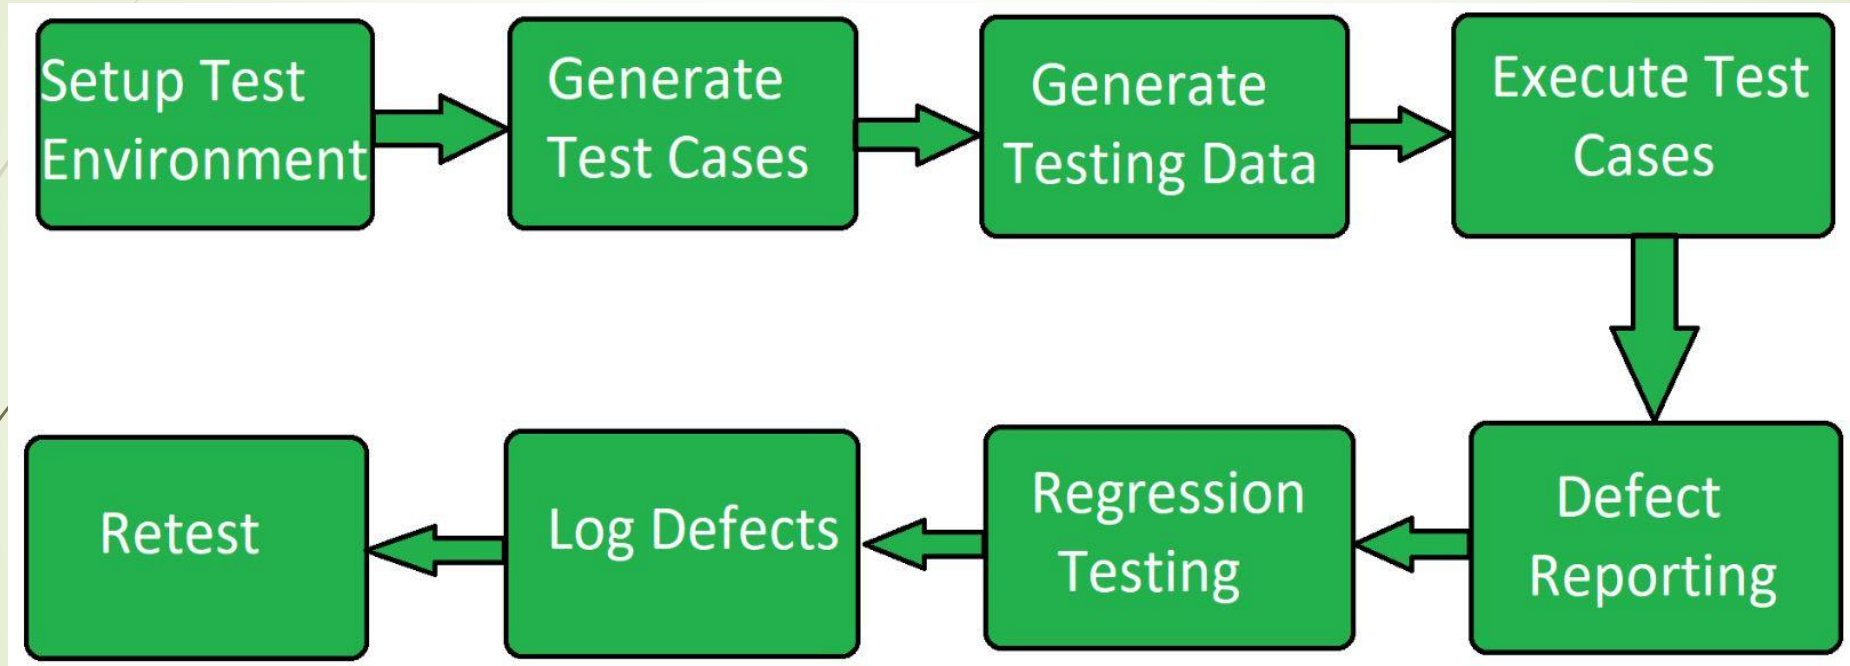 Setup Test
Environment
Generate
Test Cases
Generate
Testing Data
Execute Test
Cases
Defect
Reporting
Regression
Testing
Log Defects
Retest